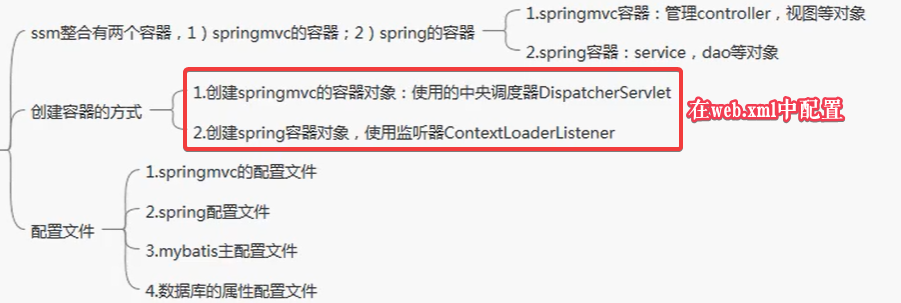 ssm整合有两个容器，1）springmvc的容器；2）spring的容器
1.springmvc容器：管理controller，视图等对象
2.spring容器：service，dao等对象
创建容器的方式
1.创建springmvc的容器对象：使用的中央调度器DispatcherServlet
2.创建spring容器对象，使用监听器ContextLoaderListener
在web.xml中配置
配置文件
1.springmvc的配置文件
2.spring配置文件
3.mybatis主配置文件
4.数据库的属性配置文件